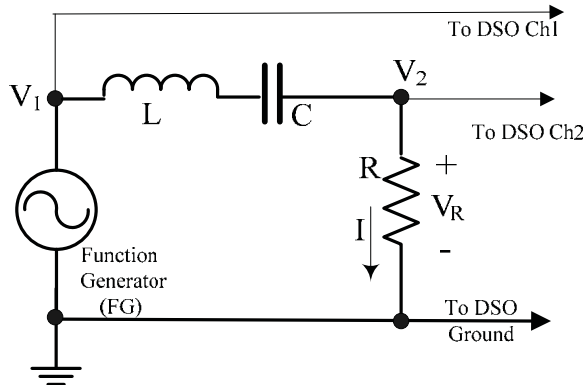 To DSO Ch1
V1
V2
L
C
To DSO Ch2
R
+
VR
I
-
Function
Generator
(FG)
To DSO
Ground